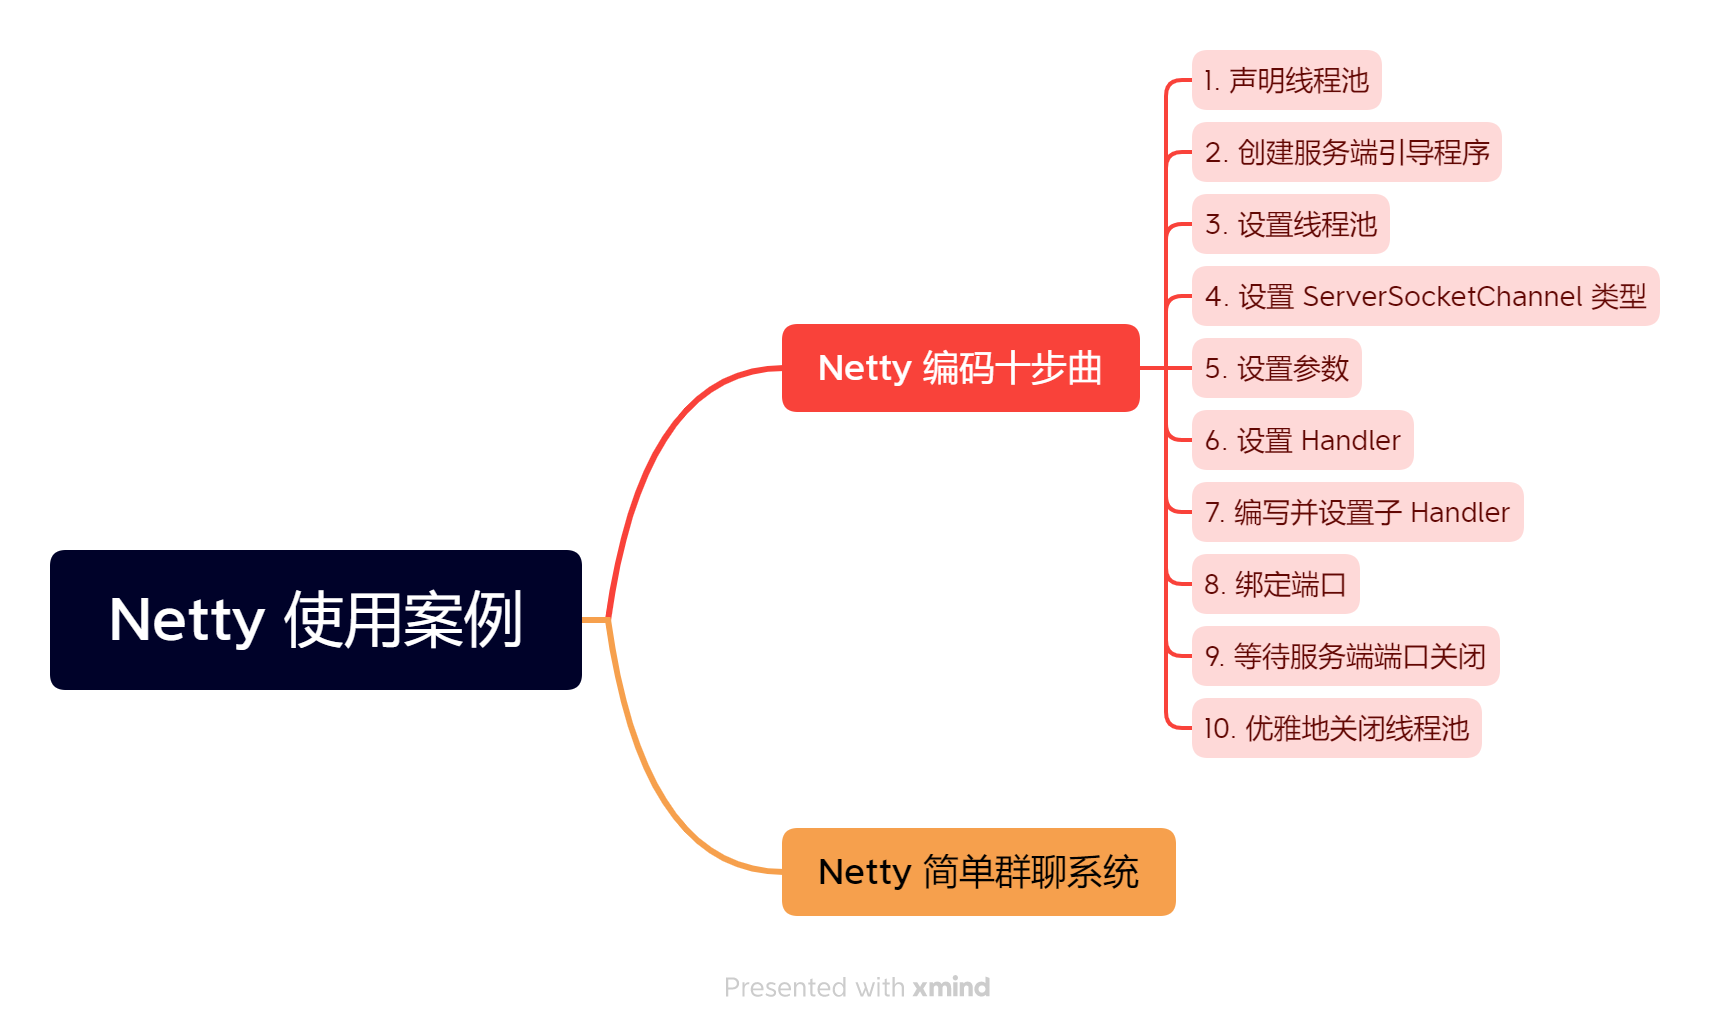 Netty 使用案例
Netty 编码十步曲
1. 声明线程池
2. 创建服务端引导程序
3. 设置线程池
4. 设置 ServerSocketChannel 类型
5. 设置参数
6. 设置 Handler
7. 编写并设置子 Handler
8. 绑定端口
9. 等待服务端端口关闭
10. 优雅地关闭线程池
Netty 简单群聊系统
Presented with xmind